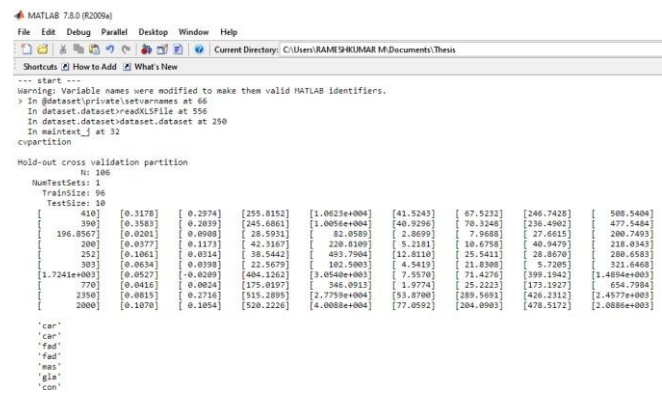 MATLAB 7.8.0 (R2009a)
File Edit Debug Parallel Desktop Window Help
Current Directory: C:\Users\RAMESHKUMAR M\Documents\Thesis
Shortcuts How to Add What's New
--- start ---
Warning: Variable names were modified to make them valid MATLAB identifiers.
> In @dataset\private\setvarnames at 66
In dataset.dataset>readXLSFile at 556
In dataset.dataset>dataset.dataset at 250
In maintext_j at 32
cvpartition
Hold-out cross validation partition
N: 106
NumTestSets: 1
TrainSize: 96
TestSize: 10
[ 410] [0.3178] [ 0.2974] [255.8152] [1.0623e+004] [41.5243] [ 67.5232] [246.7428] [ 508.5404]
[ 390] [0.3583] [ 0.2039] [245.6861] [1.0056e+004] [40.9296] [ 70.3248] [236.4902] [ 477.5484]
[ 196.8567] [0.0201] [ 0.0908] [ 28.5931] [ 82.0589] [ 2.8699] [ 7.9688] [ 27.6615] [ 200.7493]
[ 200] [0.0377] [ 0.1173] [ 42.3167] [ 220.8109] [ 5.2181] [ 10.6758] [ 40.9479] [ 218.0343]
[ 252] [0.1061] [ 0.0314] [ 38.5442] [ 493.7904] [12.8110] [ 25.5411] [ 28.8670] [ 280.6583]
[ 303] [0.0634] [ 0.0398] [ 22.5679] [ 102.5003] [ 4.5419] [ 21.8308] [ 5.7205] [ 321.6468]
[1.7241e+003] [0.0527] [-0.0209] [404.1262] [3.0540e+003] [ 7.5570] [ 71.4276] [399.1942] [1.4894e+003]
[ 770] [0.0416] [ 0.0024] [175.0197] [ 346.0913] [ 1.9774] [ 25.2223] [173.1927] [ 654.7984]
[ 2350] [0.0815] [ 0.2716] [515.2895] [2.7759e+004] [53.8700] [289.5691] [426.2312] [2.4577e+003]
[ 2000] [0.1070] [ 0.1054] [520.2226] [4.0088e+004] [77.0592] [204.0903] [478.5172] [2.0886e+003]
'car'
'car'
'fad'
'fad'
'mas'
'gla'
'con'